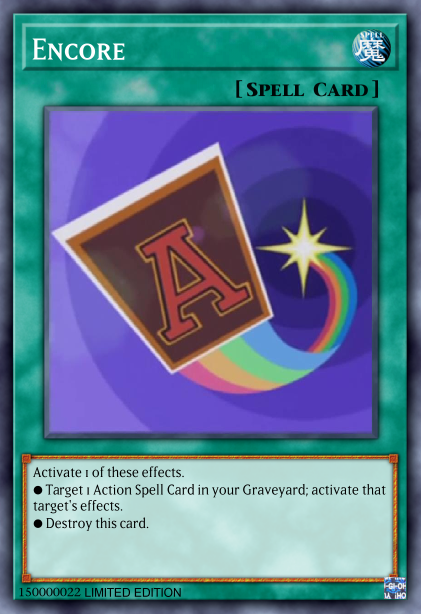 Encore
[Spell Card]
A
Activate 1 of these effects.
● Target 1 Action Spell Card in your Graveyard; activate that
target's effects.
● Destroy this card.
150000022 LIMITED EDITION